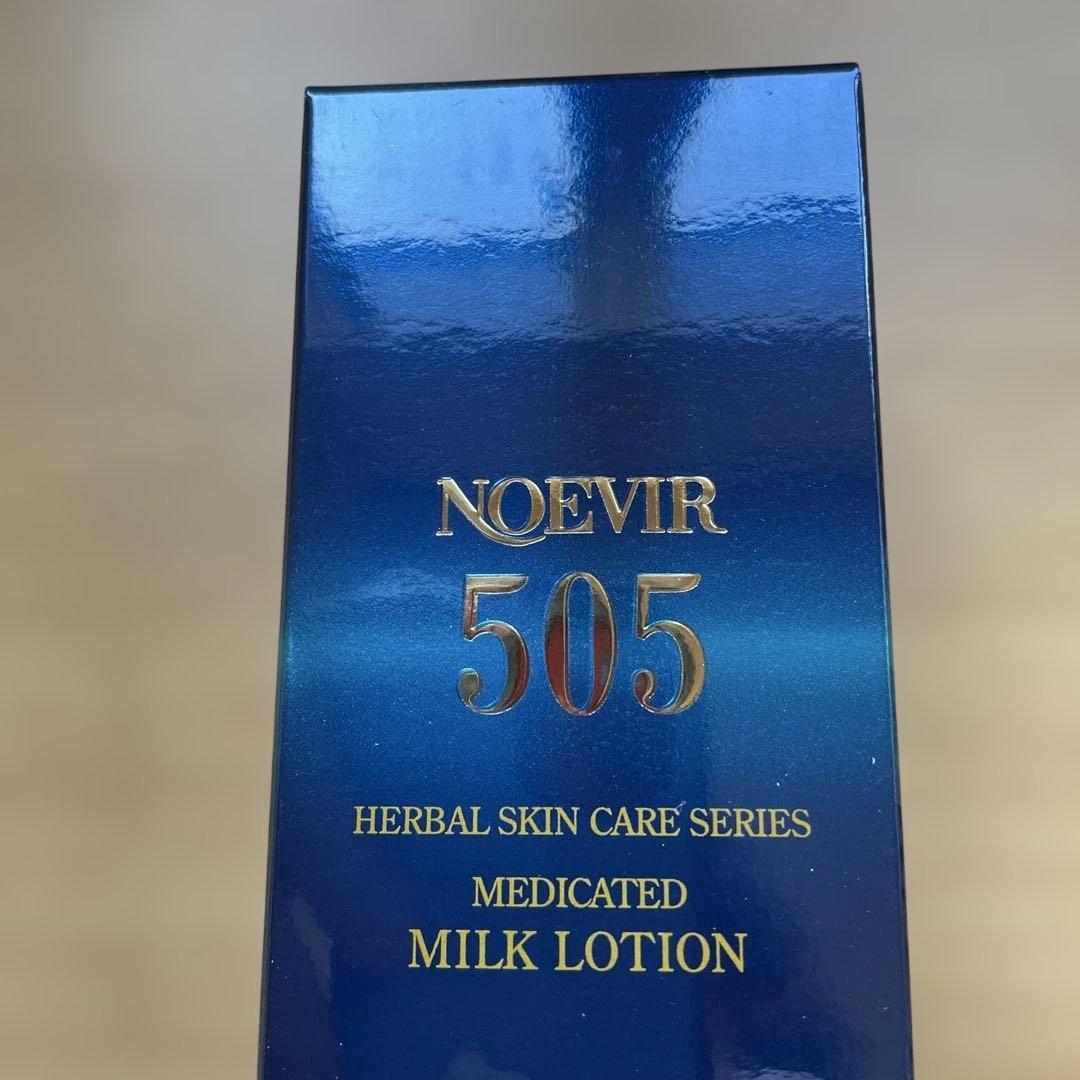 NOEVIR
505
HERBAL SKIN CARE SERIES
MEDICATED
MILK LOTION